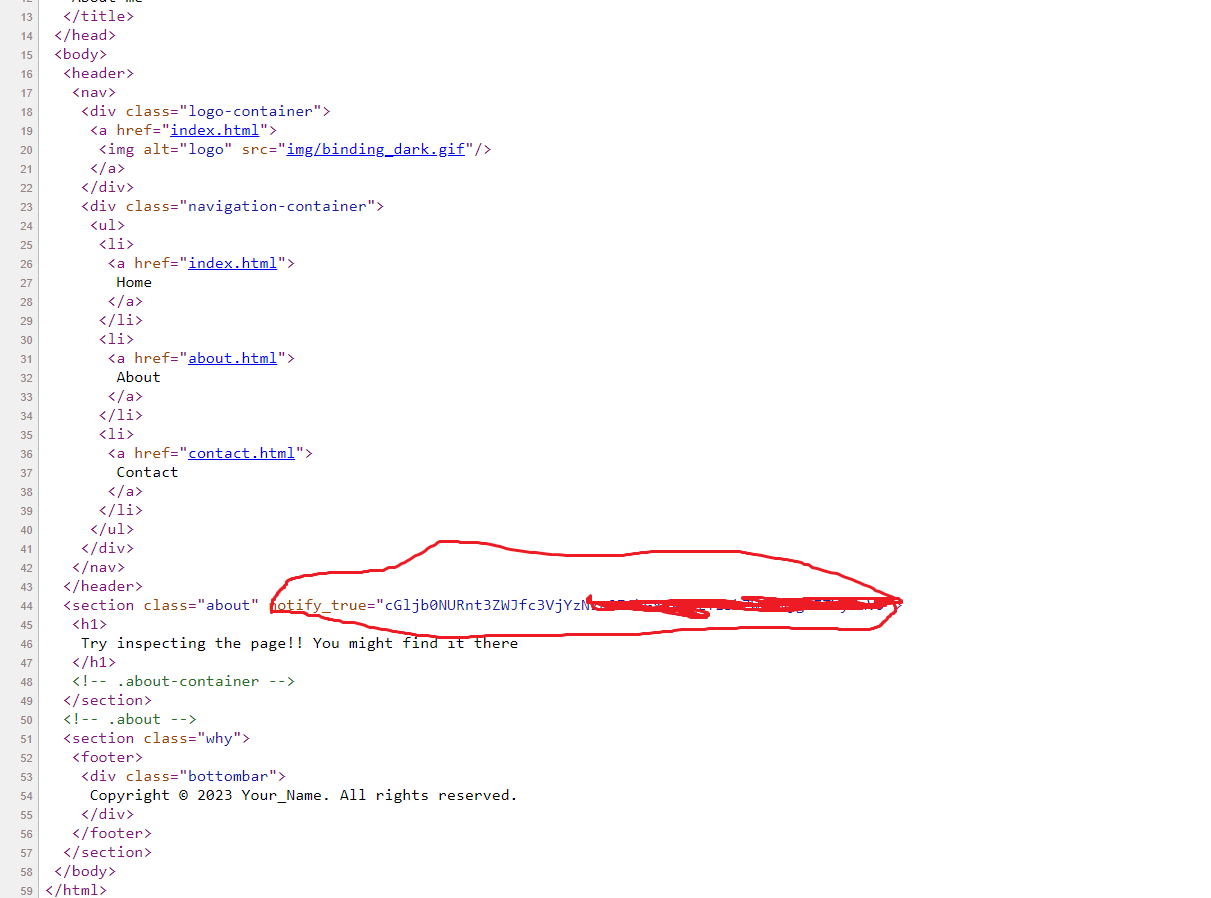 13 </title>
14 </head>
15 <body>
16 <header>
17 <nav>
18 <div class="logo-container">
19 <a href="index.html">
20 <img alt="logo" src="img/binding_dark.gif"/>
21 </a>
22 </div>
23 <div class="navigation-container">
24 <ul>
25 <li>
26 <a href="index.html">
27 Home
28 </a>
29 </li>
30 <li>
31 <a href="about.html">
32 About
33 </a>
34 </li>
35 <li>
36 <a href="contact.html">
37 Contact
38 </a>
39 </li>
40 </ul>
41 </div>
42 </nav>
43 </header>
44 <section class="about" notify_true="
45 <h1>
46 Try inspecting the page!! You might find it there
47 </h1>
48 <!-- .about-container -->
49 </section>
50 <!-- .about -->
51 <section class="why">
52 <footer>
53 <div class="bottombar">
54 Copyright © 2023 Your_Name. All rights reserved.
55 </div>
56 </footer>
57 </section>
58 </body>
59 </html>